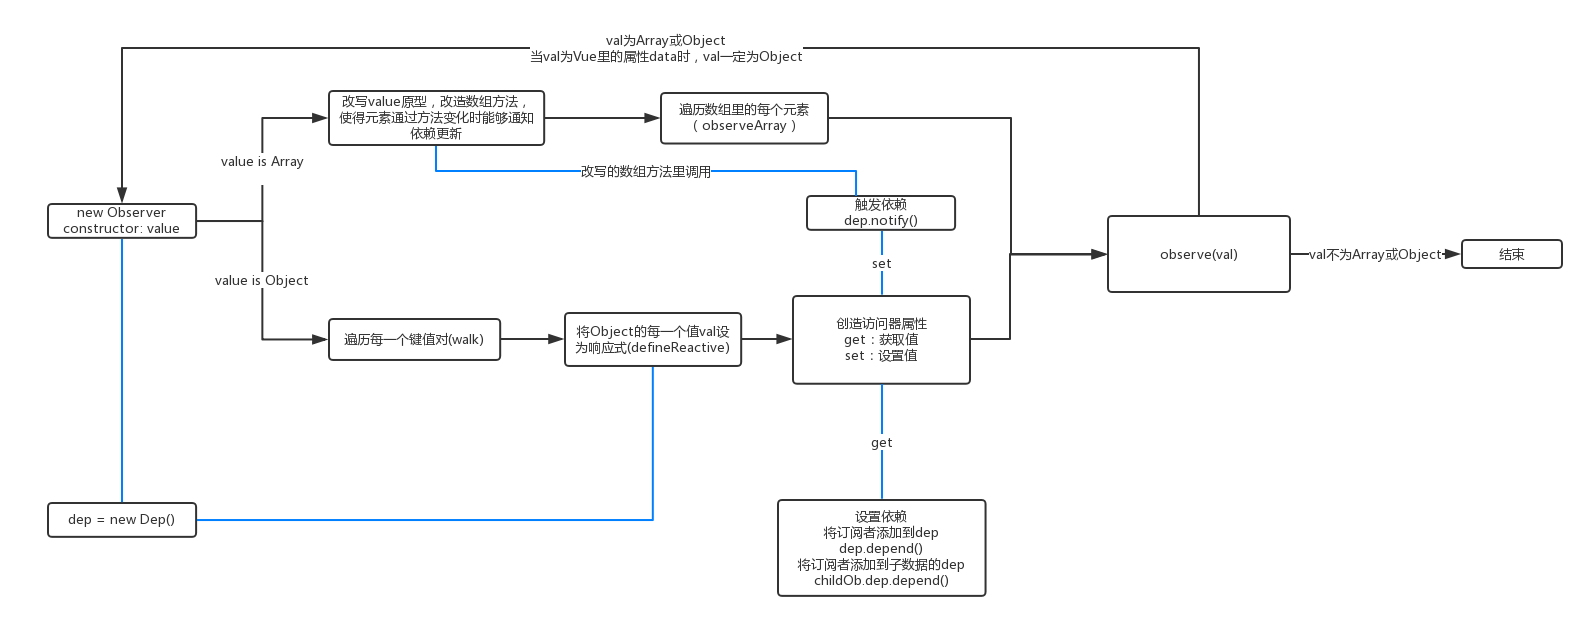 val为Array或Object
当val为Vue里的属性data时，val一定为Object
改写value原型，改造数组方法，
使得元素通过方法变化时能够通知
依赖更新
遍历数组里的每个元素
（observeArray）
value is Array
改写的数组方法里调用
new Observer
constructor: value
触发依赖
dep.notify()
set
observe(val)
val不为Array或Object
结束
value is Object
遍历每一个键值对(walk)
将Object的每一个值val设
为响应式(defineReactive)
创造访问器属性
get：获取值
set：设置值
get
dep = new Dep()
设置依赖
将订阅者添加到dep
dep.depend()
将订阅者添加到子数据的dep
childOb.dep.depend()